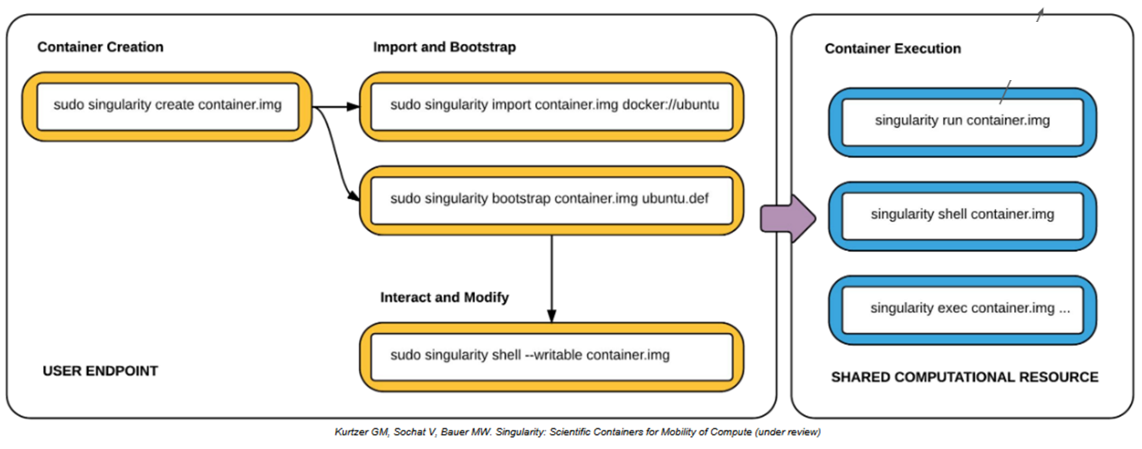 Container Creation
Import and Bootstrap
sudo singularity create container.img
sudo singularity import container.img docker://ubuntu
sudo singularity bootstrap container.img ubuntu.def
Interact and Modify
sudo singularity shell --writable container.img
USER ENDPOINT
Container Execution
singularity run container.img
singularity shell container.img
singularity exec container.img ...
SHARED COMPUTATIONAL RESOURCE
Kurtzer GM, Sochat V, Bauer MW. Singularity: Scientific Containers for Mobility of Compute (under review)